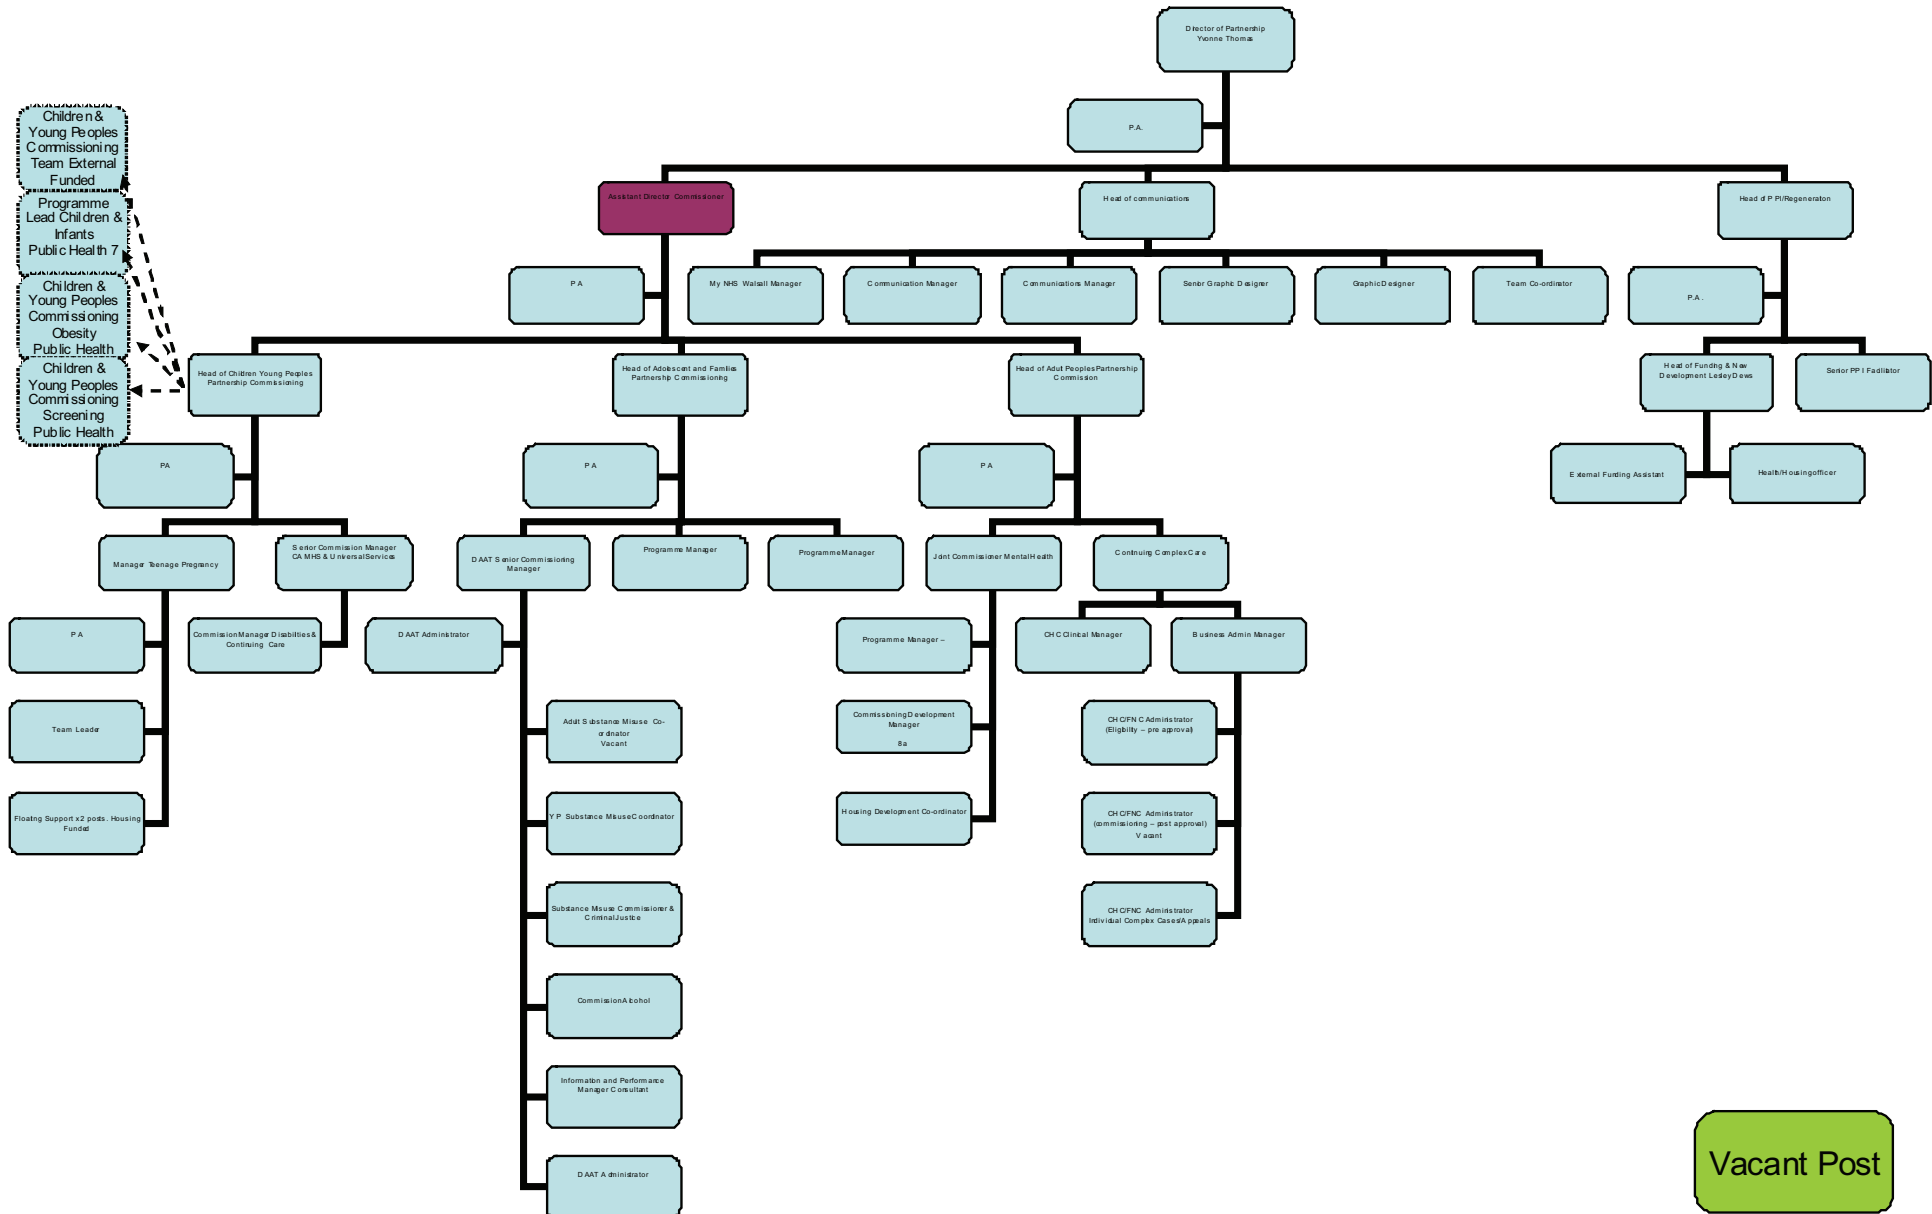 Director of Partnership
Yvonne Thomas
P.A.
Children &
Young Peoples
Commissioning
Team External
Funded
Programme
Lead Children &
Infants
Public Health 7
Children &
Young Peoples
Commissioning
Obesity
Public Health
Children &
Young Peoples
Commissioning
Screening
Public Health
Assistant Director Commissioner
Head of communications
Head of PPI/Regeneration
PA
My NHS Walsall Manager
Communication Manager
Communications Manager
Senior Graphic Designer
Graphic Designer
Team Co-ordinator
P.A.
Head of Children Young Peoples
Partnership Commissioning
Head of Adolescent and Families
Partnership Commissioning
Head of Adult Peoples Partnership
Commission
Head of Funding & New
Development Lesley Dews
Senior PPI Facilitator
PA
PA
PA
External Funding Assistant
Health/Housing officer
Manager Teenage Pregnancy
Senior Commission Manager
CAMHS & Universal Services
DAAT Senior Commissioning
Manager
Programme Manager
Programme Manager
Joint Commissioner Mental Health
Continuing Complex Care
PA
Commission Manager Disabilities &
Continuing Care
DAAT Administrator
Programme Manager –
CHC Clinical Manager
Business Admin Manager
Team Leader
Adult Substance Misuse Co-
ordinator
Vacant
Commissioning Development
Manager
8a
CHC/FNC Administrator
(Eligibility – pre approval)
Floating Support x2 posts. Housing
Funded
YP Substance Misuse Coordinator
Housing Development Co-ordinator
CHC/FNC Administrator
(commissioning – post approval)
Vacant
Substance Misuse Commissioner &
Criminal Justice
CHC/FNC Administrator
Individual Complex Cases/Appeals
Commission Alcohol
Information and Performance
Manager Consultant
DAAT Administrator
Vacant Post